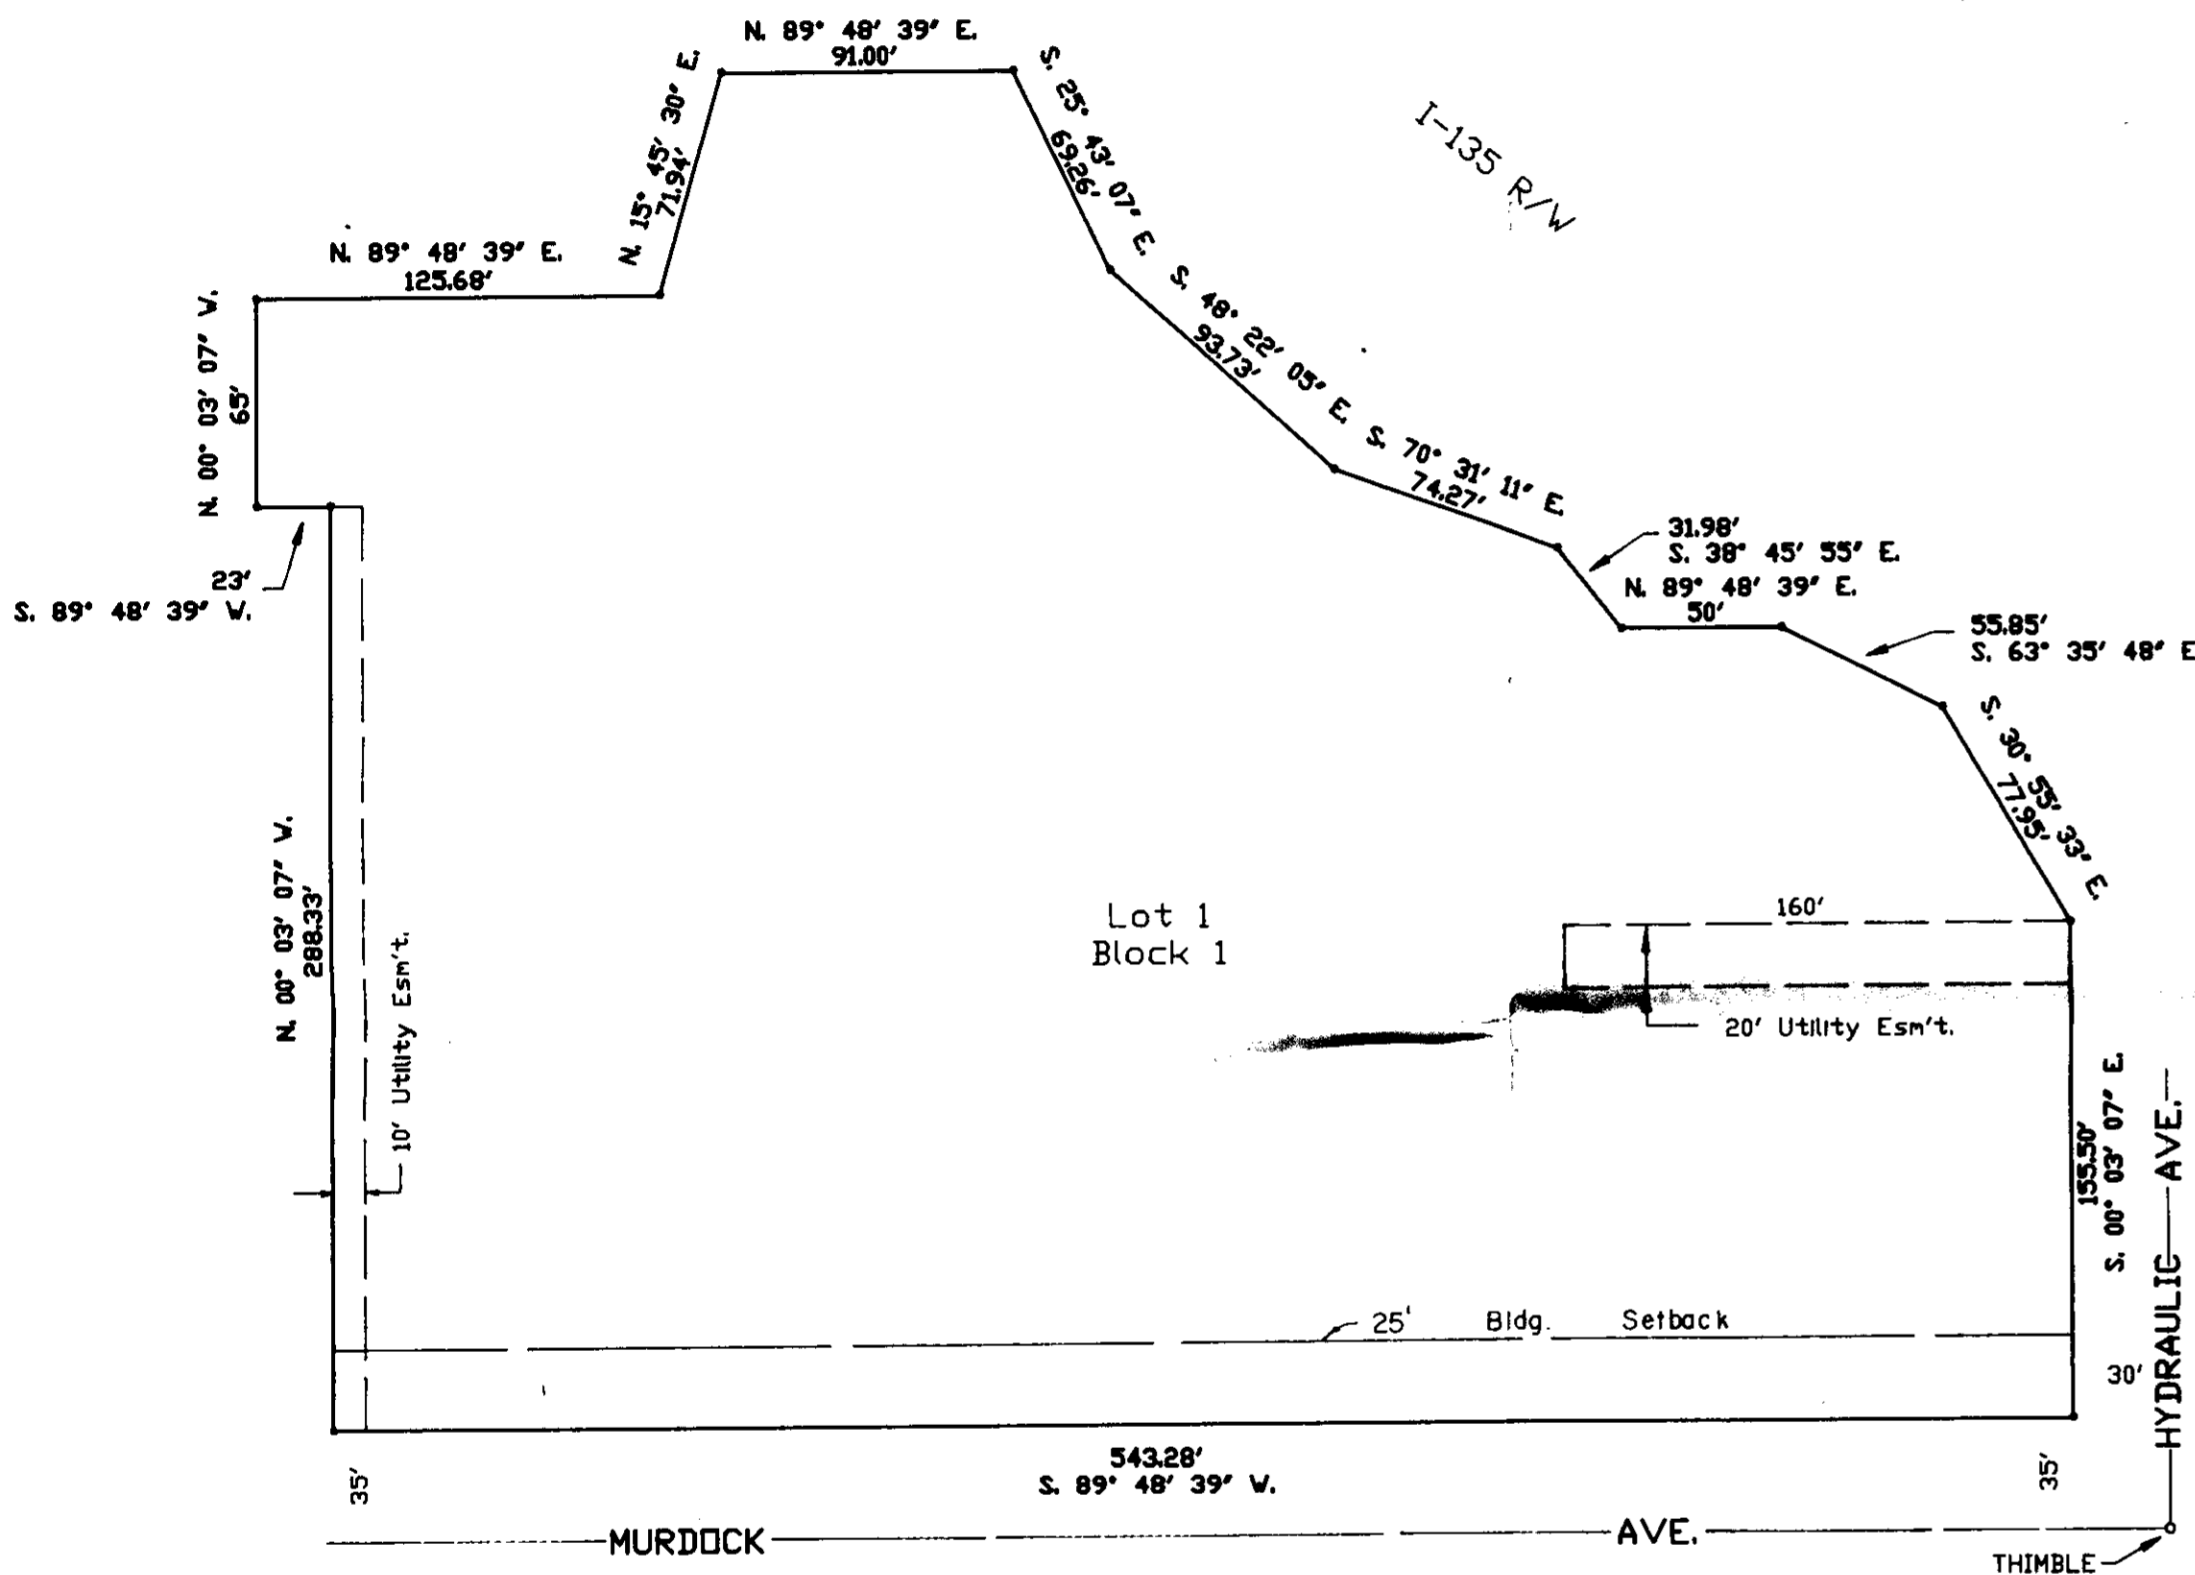 N. 89° 48' 39" E.
91.00'
N. 15° 45' 30" E.
71.94'
S. 25° 43' 07" E.
69.26'
I-135 R/W
N. 89° 48' 39" E.
125.68'
N. 00° 03' 07" W.
65'
S. 48° 22' 05" E.
93.73'
S. 70° 31' 11" E.
74.27'
31.98'
S. 38° 45' 55" E.
N. 89° 48' 39" E.
50'
23'
S. 89° 48' 39" W.
55.85'
S. 63° 35' 48" E
S. 30° 55' 33" E.
77.95'
N. 00° 03' 07" W.
288.33'
10' Utility Esm't.
Lot 1
Block 1
160'
20' Utility Esm't.
155.50'
S. 00° 03' 07" E.
HYDRAULIC AVE.
25' Bldg. Setback
30'
35'
543.28'
S. 89° 48' 39" W.
35'
MURDOCK AVE.
THIMBLE